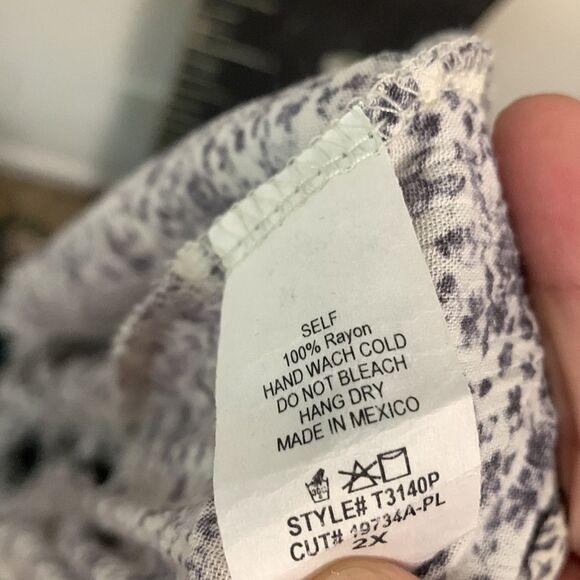 SELF
100% Rayon
HAND WACH COLD
DO NOT BLEACH
HANG DRY
MADE IN MEXICO
STYLE# T3140P
CUT# 49734A-PL
2X